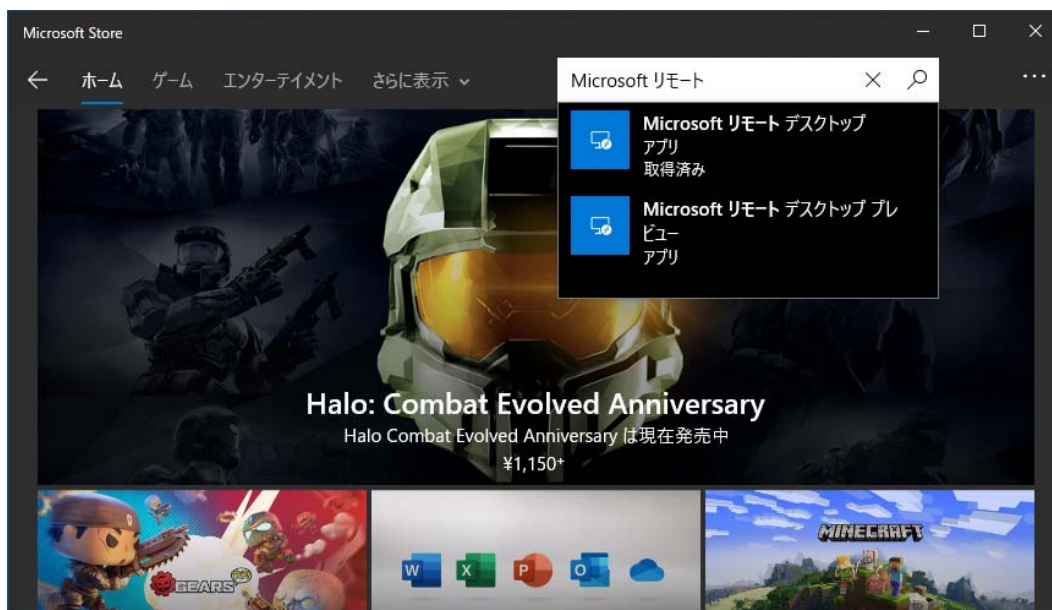 Microsoft Store
ホーム ゲーム エンターテイメント さらに表示
Microsoft リモート
Microsoft リモート デスクトップ
アプリ
取得済み
Microsoft リモート デスクトップ プレ
ビュー
アプリ
Halo: Combat Evolved Anniversary
Halo Combat Evolved Anniversary は現在発売中
¥1,150+
GEARS POP!
W X P O
MINECRAFT